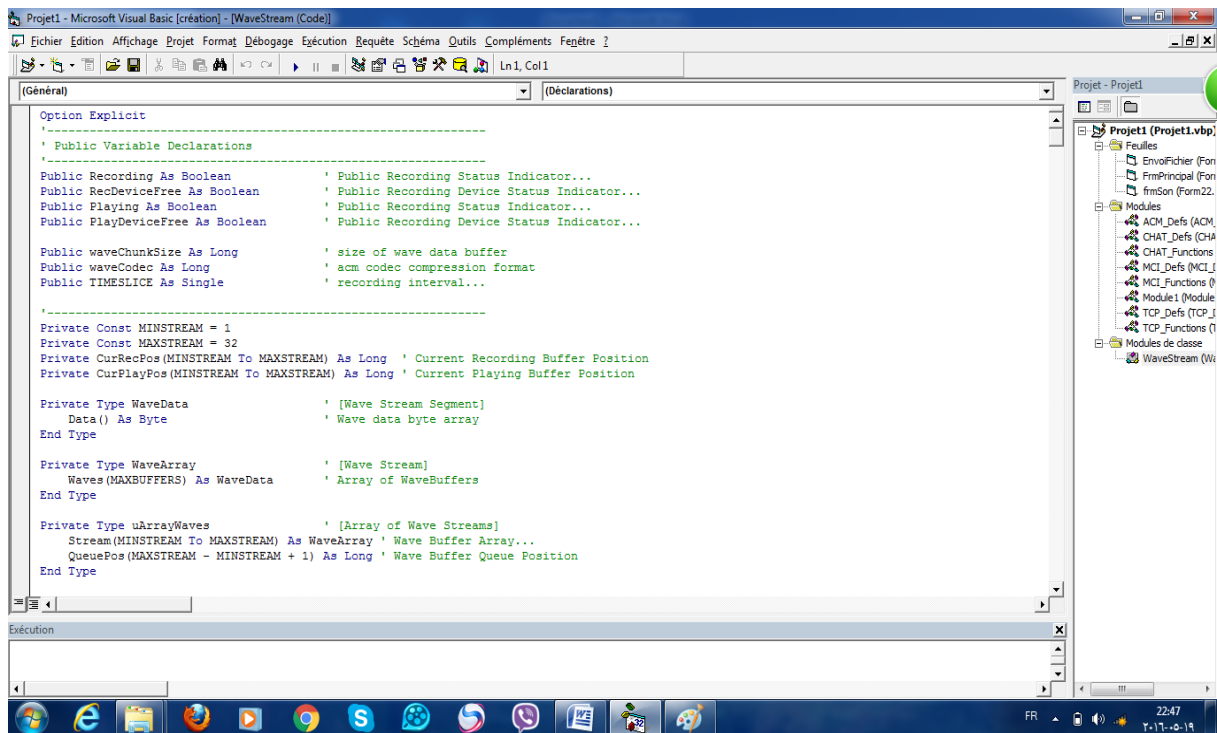 Projet1 - Microsoft Visual Basic [création] - [WaveStream (Code)]
Fichier Edition Affichage Projet Format Débogage Exécution Requête Schéma Outils Compléments Fenêtre ?
Ln 1, Col 1
(Général) (Déclarations)
Option Explicit
'----------------------------------------------------------------
' Public Variable Declarations
'----------------------------------------------------------------
Public Recording As Boolean ' Public Recording Status Indicator...
Public RecDeviceFree As Boolean ' Public Recording Device Status Indicator...
Public Playing As Boolean ' Public Recording Status Indicator...
Public PlayDeviceFree As Boolean ' Public Recording Device Status Indicator...
Public waveChunkSize As Long ' size of wave data buffer
Public waveCodec As Long ' acm codec compression format
Public TIMESLICE As Single ' recording interval...
'----------------------------------------------------------------
Private Const MINSTREAM = 1
Private Const MAXSTREAM = 32
Private CurRecPos(MINSTREAM To MAXSTREAM) As Long ' Current Recording Buffer Position
Private CurPlayPos(MINSTREAM To MAXSTREAM) As Long ' Current Playing Buffer Position
Private Type WaveData ' [Wave Stream Segment]
Data() As Byte ' Wave data byte array
End Type
Private Type WaveArray ' [Wave Stream]
Waves(MAXBUFFERS) As WaveData ' Array of WaveBuffers
End Type
Private Type uArrayWaves ' [Array of Wave Streams]
Stream(MINSTREAM To MAXSTREAM) As WaveArray ' Wave Buffer Array...
QueuePos(MAXSTREAM - MINSTREAM + 1) As Long ' Wave Buffer Queue Position
End Type
Exécution
Projet - Projet1
Projet1 (Projet1.vbp)
Feuilles
EnvoiFichier (Forn
FrmPrincipal (Forn
frmSon (Form22.
Modules
ACM_Defs (ACM_
CHAT_Defs (CHA
CHAT_Functions
MCI_Defs (MCI_
MCI_Functions
Module1 (Module
TCP_Defs (TCP_
TCP_Functions
Modules de classe
WaveStream (Wa
FR
22:47
٢٠١٦-٠٥-١٩